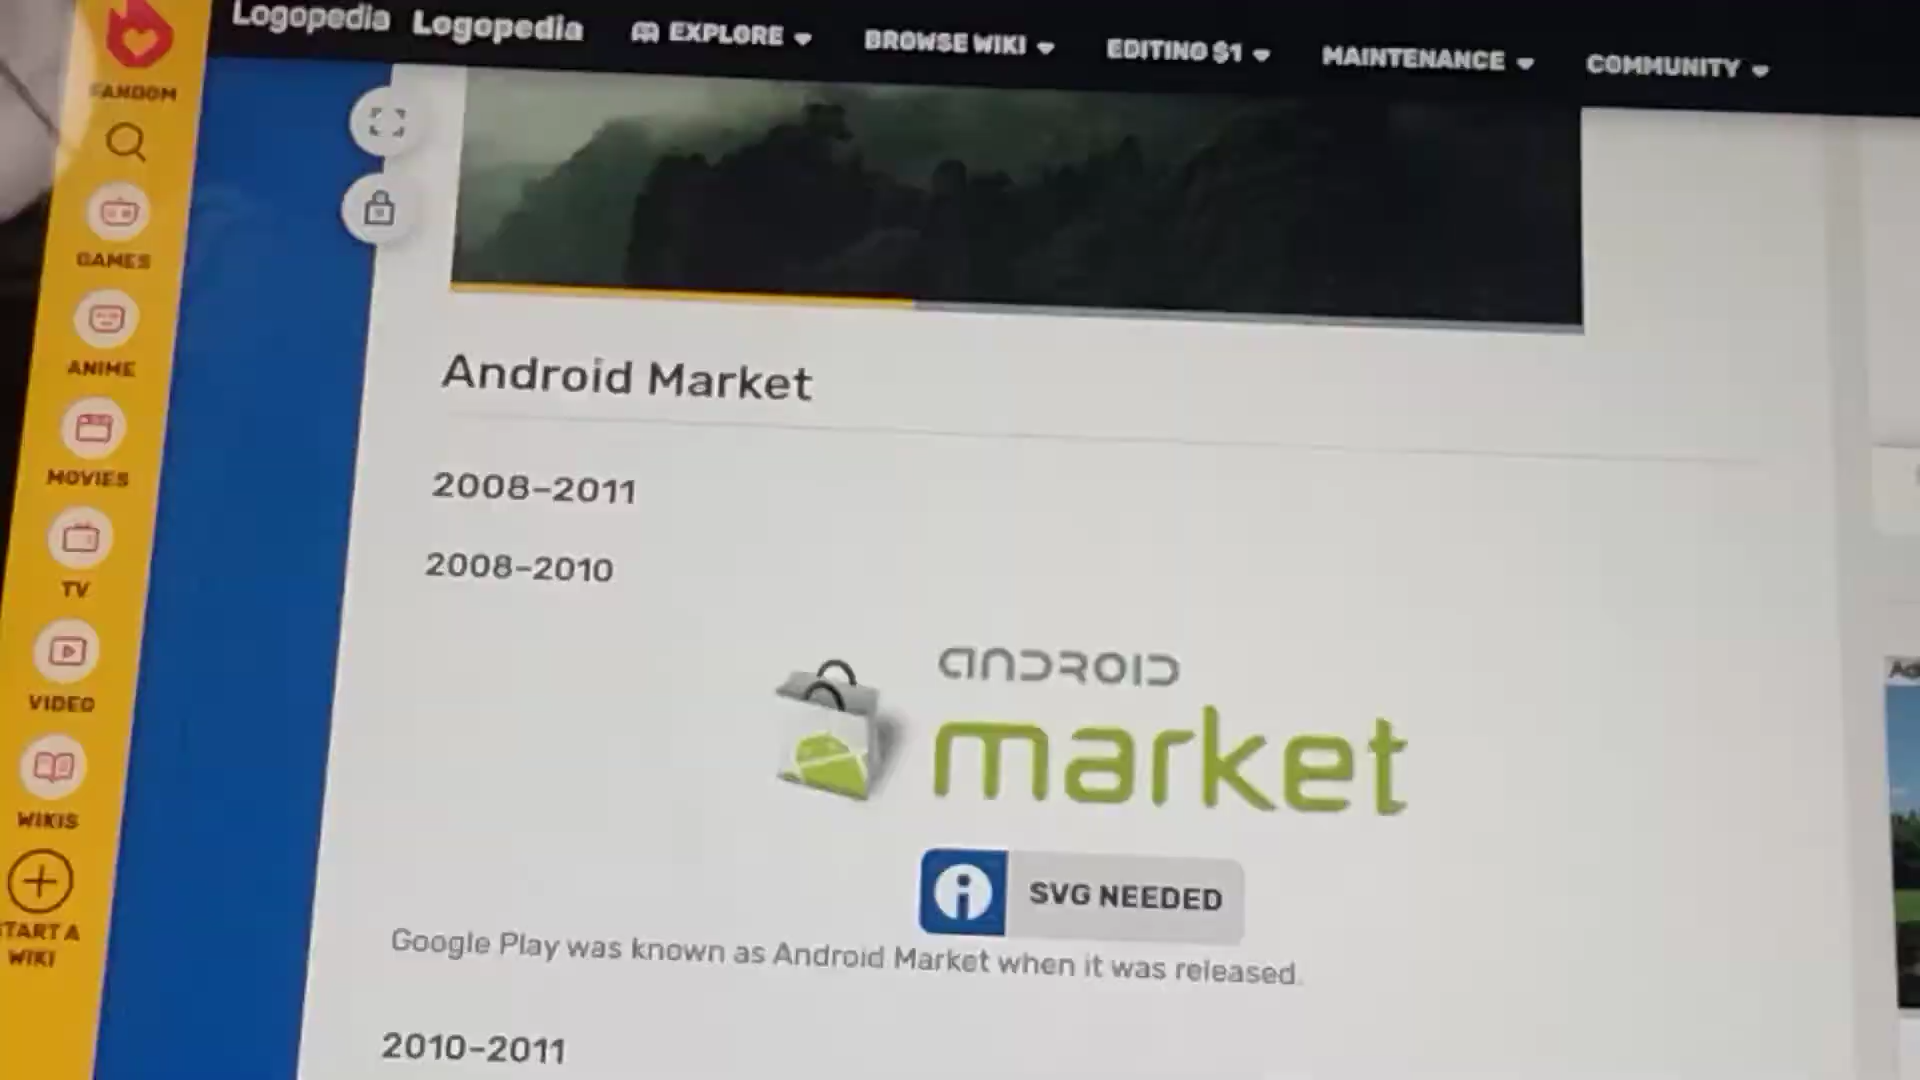 Logopedia Logopedia EXPLORE BROWSE WIKI EDITING $1 MAINTENANCE COMMUNITY
FANDOM
GAMES
ANIME
MOVIES
TV
VIDEO
WIKIS
START A
WIKI
Android Market
2008–2011
2008–2010
ANDROID
market
SVG NEEDED
Google Play was known as Android Market when it was released.
2010–2011